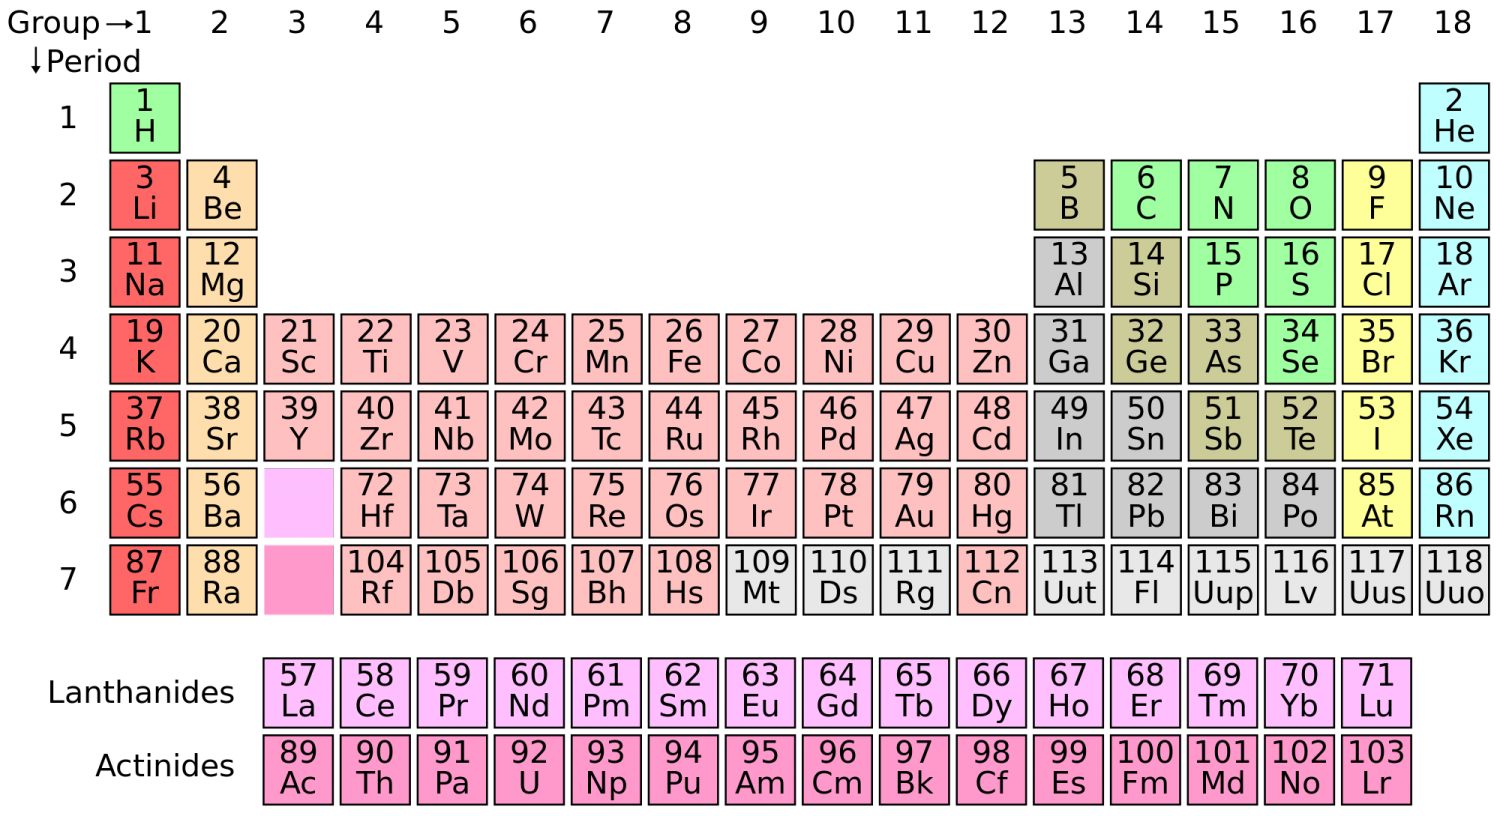 Group →1 2 3 4 5 6 7 8 9 10 11 12 13 14 15 16 17 18
↓Period
1 1 2
H He
2 3 4 5 6 7 8 9 10
Li Be B C N O F Ne
3 11 12 13 14 15 16 17 18
Na Mg Al Si P S Cl Ar
4 19 20 21 22 23 24 25 26 27 28 29 30 31 32 33 34 35 36
K Ca Sc Ti V Cr Mn Fe Co Ni Cu Zn Ga Ge As Se Br Kr
5 37 38 39 40 41 42 43 44 45 46 47 48 49 50 51 52 53 54
Rb Sr Y Zr Nb Mo Tc Ru Rh Pd Ag Cd In Sn Sb Te I Xe
6 55 56 72 73 74 75 76 77 78 79 80 81 82 83 84 85 86
Cs Ba Hf Ta W Re Os Ir Pt Au Hg Tl Pb Bi Po At Rn
7 87 88 104 105 106 107 108 109 110 111 112 113 114 115 116 117 118
Fr Ra Rf Db Sg Bh Hs Mt Ds Rg Cn Uut Fl Uup Lv Uus Uuo
Lanthanides 57 58 59 60 61 62 63 64 65 66 67 68 69 70 71
La Ce Pr Nd Pm Sm Eu Gd Tb Dy Ho Er Tm Yb Lu
Actinides 89 90 91 92 93 94 95 96 97 98 99 100 101 102 103
Ac Th Pa U Np Pu Am Cm Bk Cf Es Fm Md No Lr